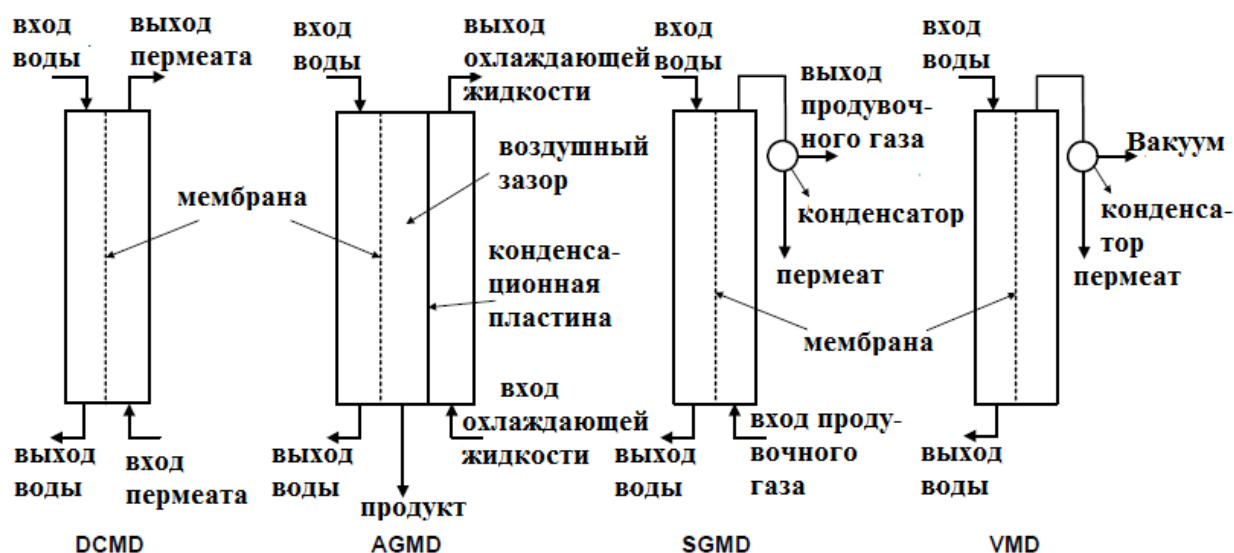 вход
воды
выход
пермеата
мембрана
выход
воды
вход
пермеата
DCMD
вход
воды
выход
охлаждающей
жидкости
воздушный
зазор
конденса-
ционная
пластина
вход
охлаждающей
жидкости
выход
воды
продукт
AGMD
вход
воды
выход
продувоч-
ного газа
конденсатор
пермеат
мембрана
вход проду-
вочного
газа
выход
воды
SGMD
вход
воды
Вакуум
конденса-
тор
пермеат
выход
воды
VMD